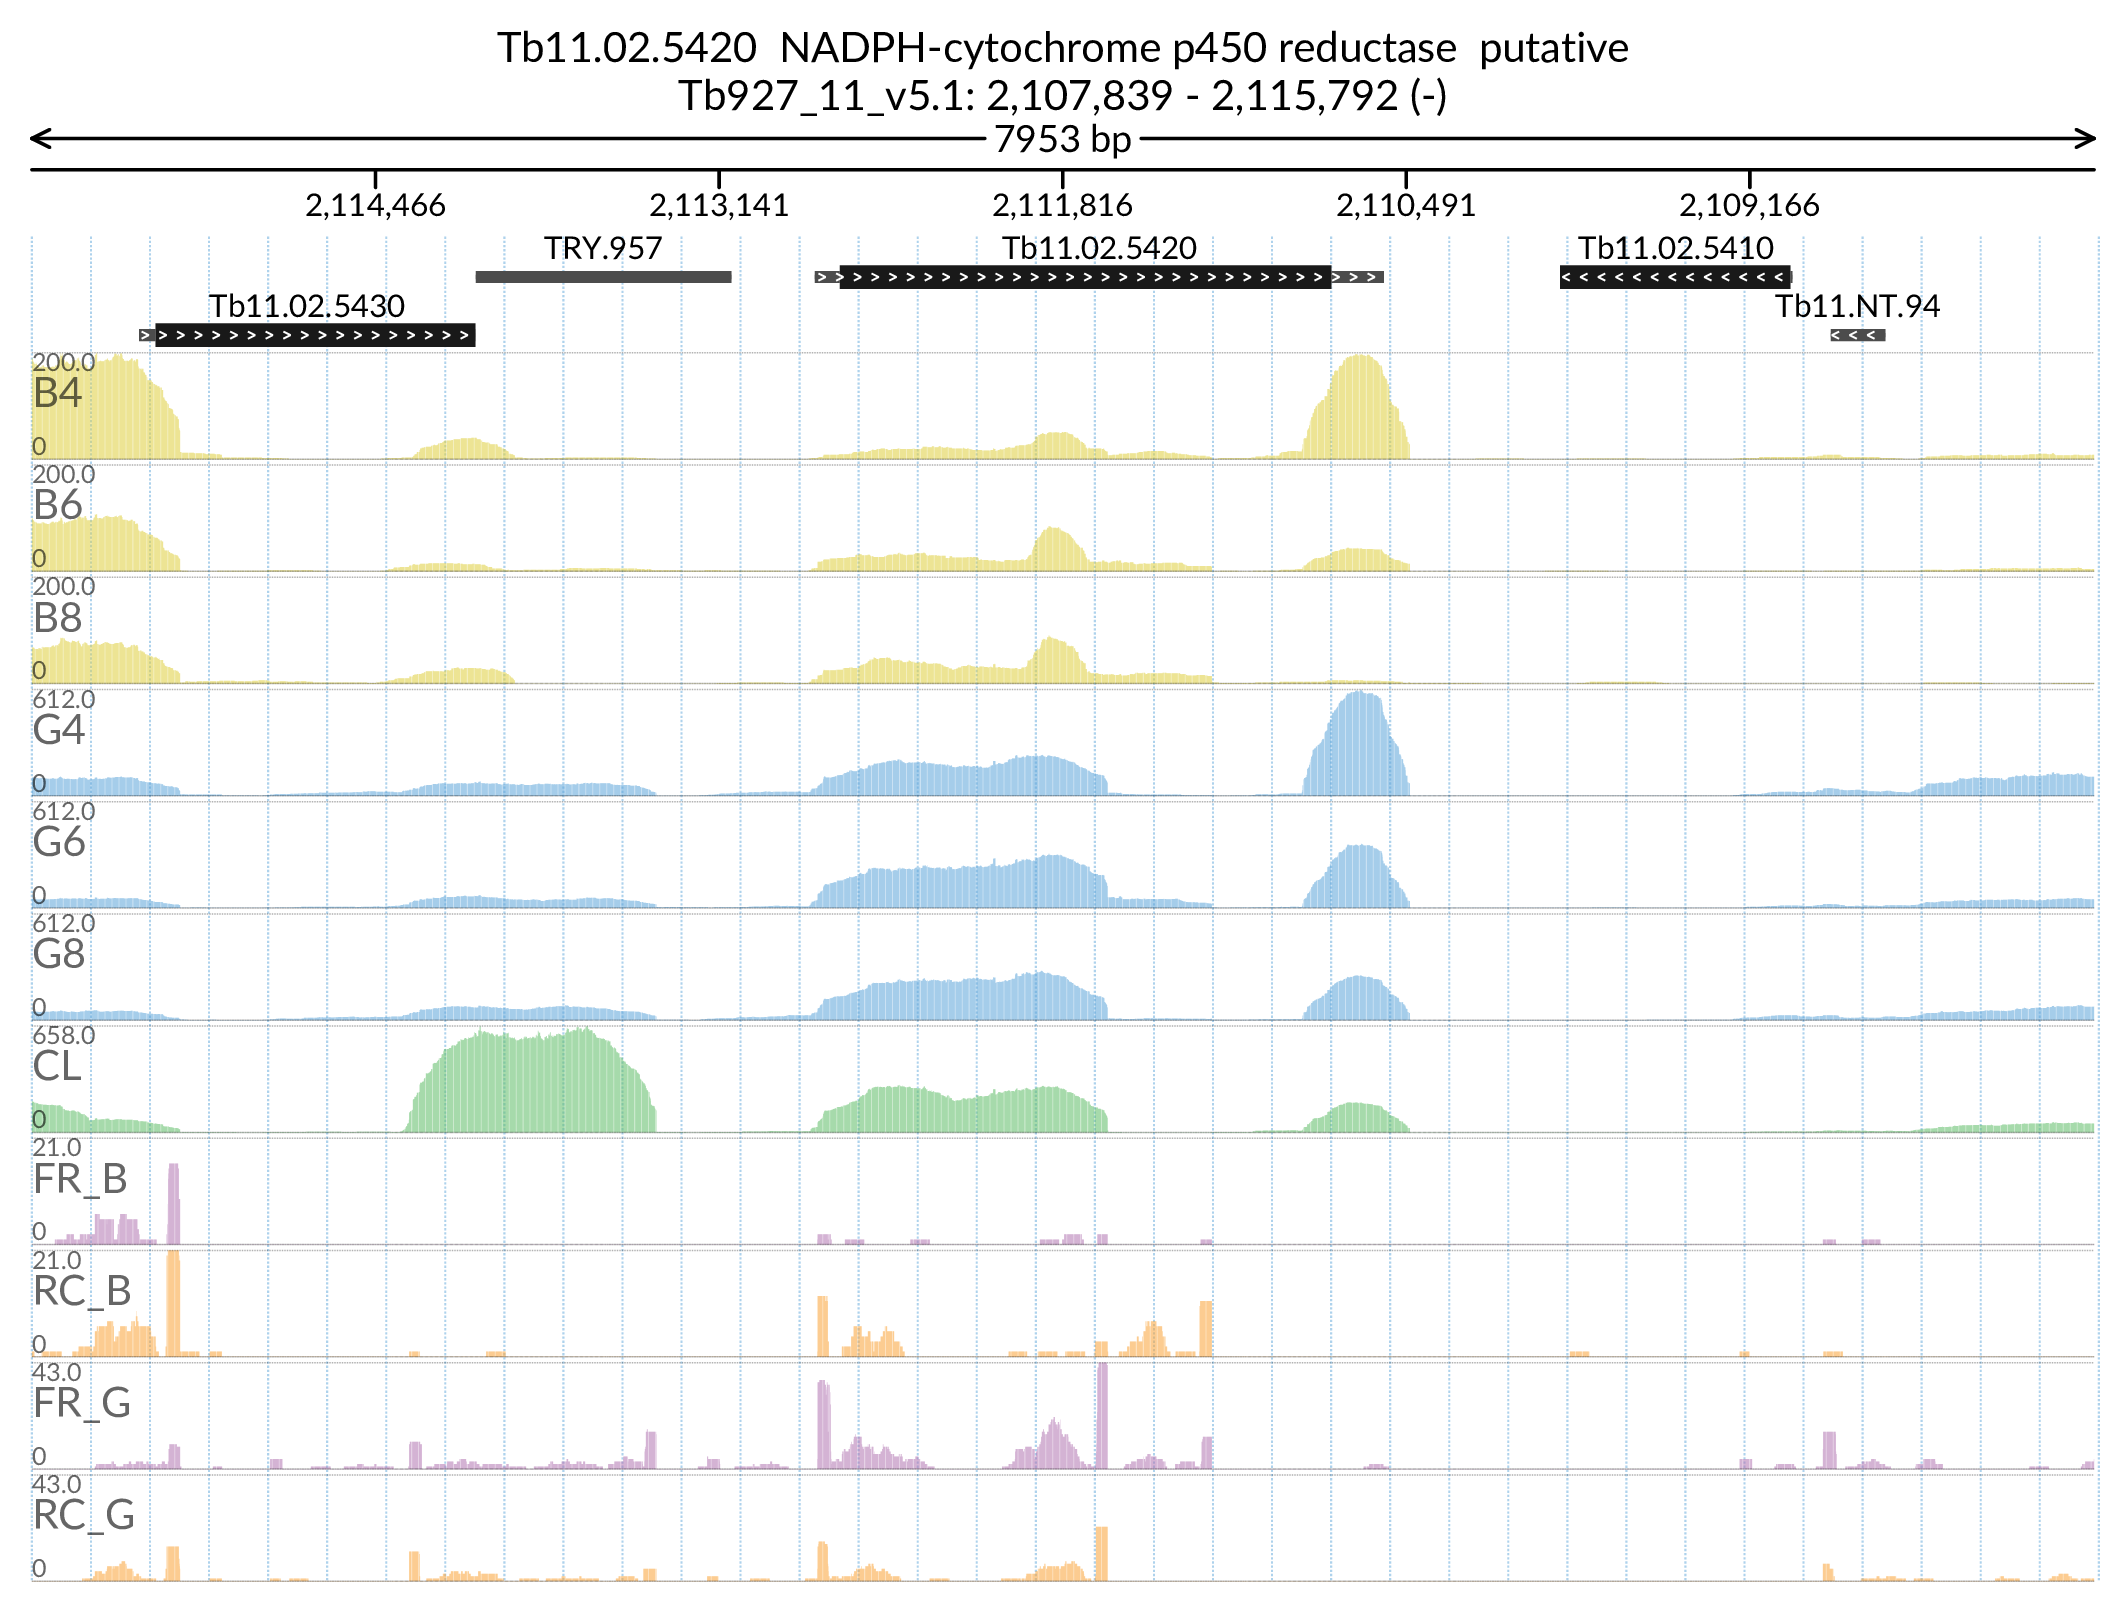 Tb11.02.5420  NADPH-cytochrome p450 reductase  putative
Tb927_11_v5.1: 2,107,839 - 2,115,792 (-)
7953 bp
2,114,466 2,113,141 2,111,816 2,110,491 2,109,166
TRY.957 Tb11.02.5420 Tb11.02.5410
Tb11.02.5430 Tb11.NT.94
200.0
B4
0
200.0
B6
0
200.0
B8
0
612.0
G4
0
612.0
G6
0
612.0
G8
0
658.0
CL
0
21.0
FR_B
0
21.0
RC_B
0
43.0
FR_G
0
43.0
RC_G
0